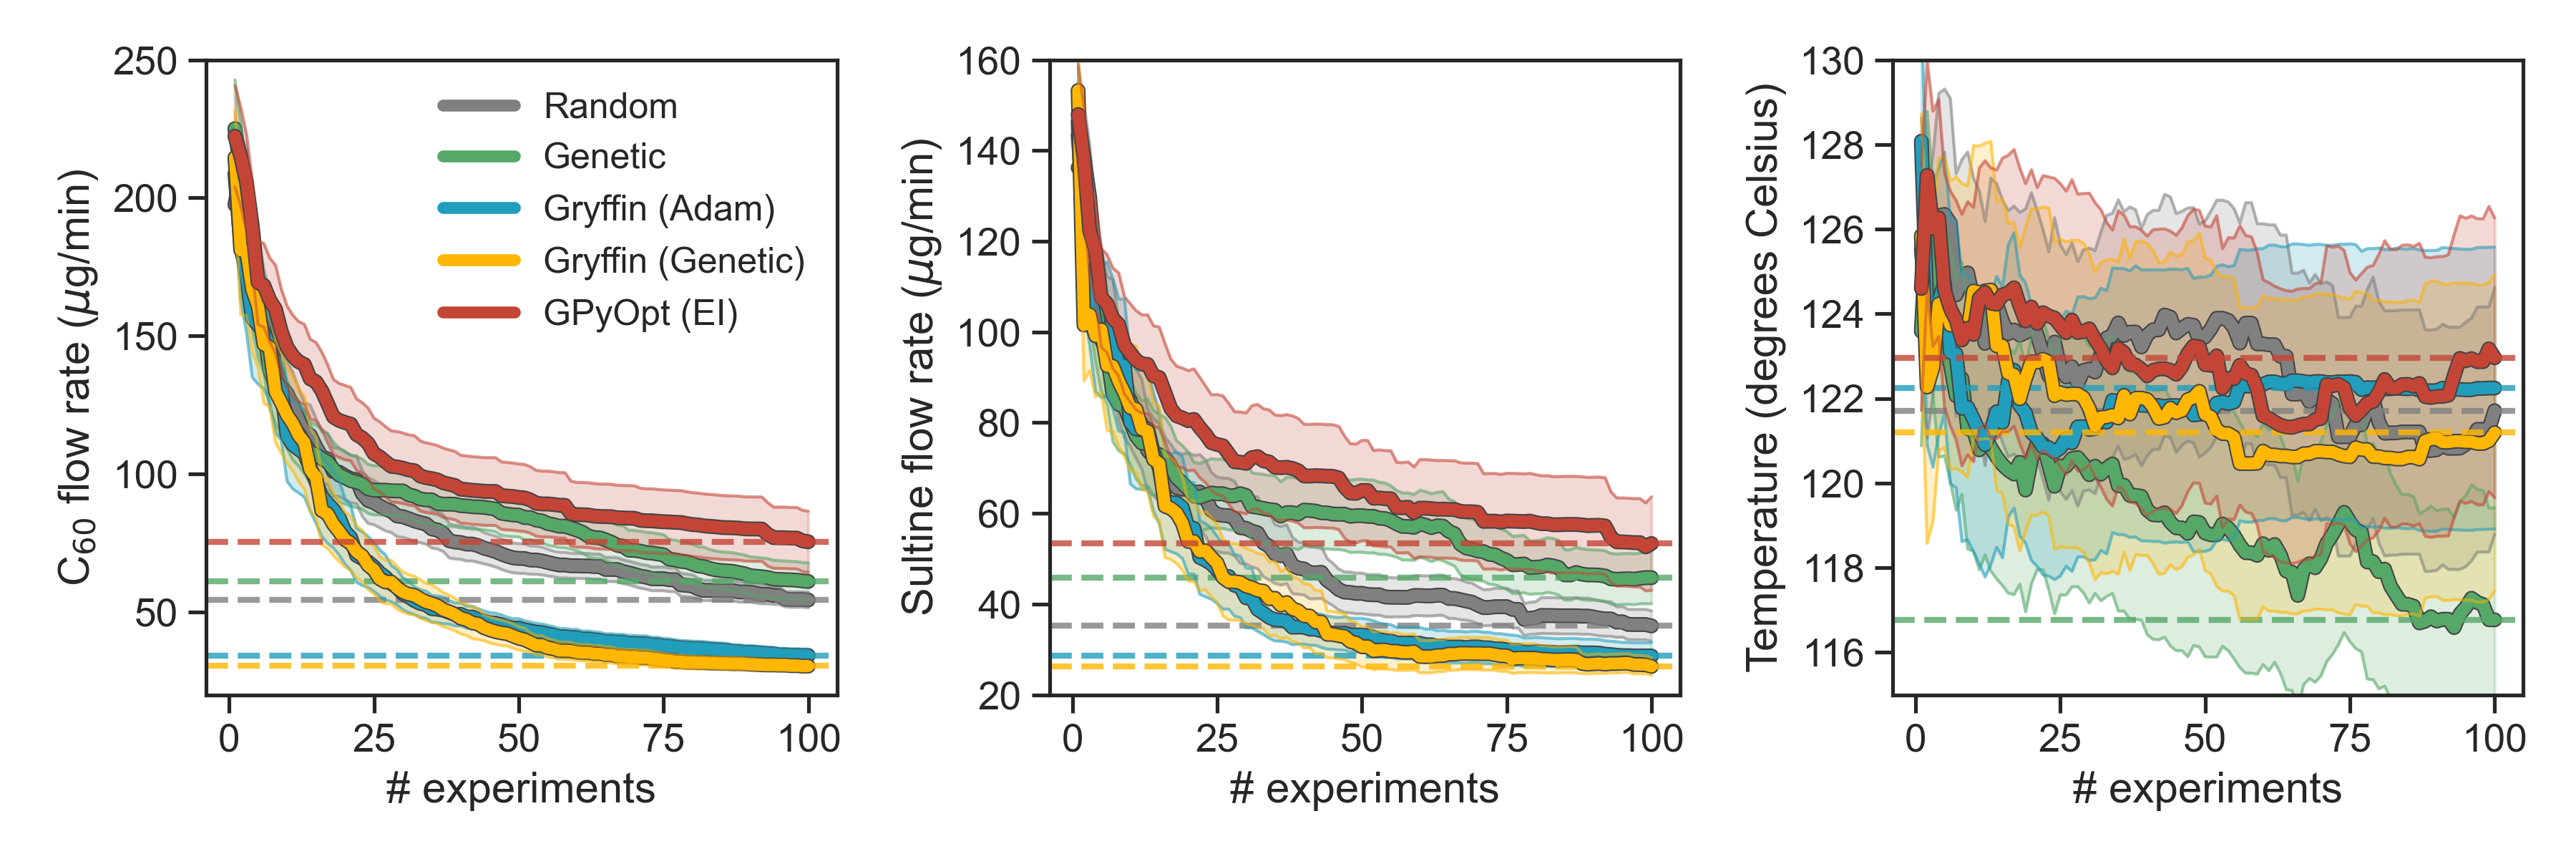 C60 flow rate (μg/min)
250
200
150
100
50
0 25 50 75 100
# experiments
Random
Genetic
Gryffin (Adam)
Gryffin (Genetic)
GPyOpt (EI)
Sultine flow rate (μg/min)
160
140
120
100
80
60
40
20
0 25 50 75 100
# experiments
Temperature (degrees Celsius)
130
128
126
124
122
120
118
116
0 25 50 75 100
# experiments